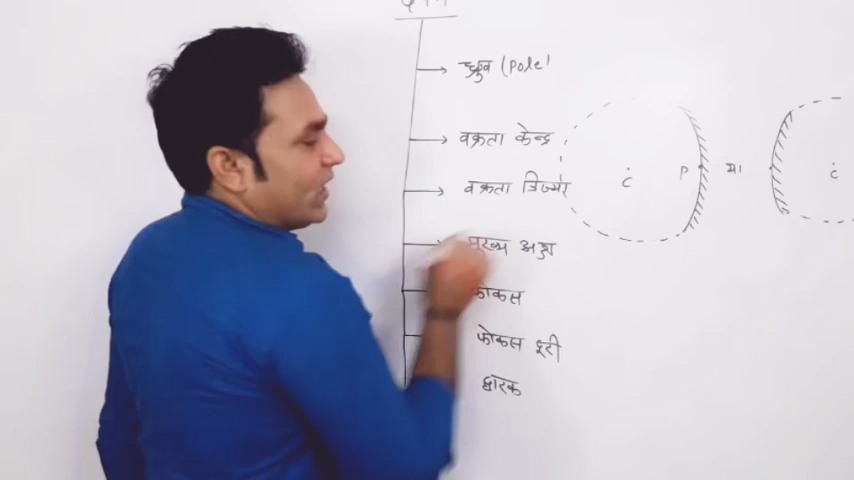 ध्रुव (Pole)
वक्रता केन्द्र
वक्रता त्रिज्या
मुख्य अक्ष
फोकस
फोकस दूरी
द्वारक
C P या C